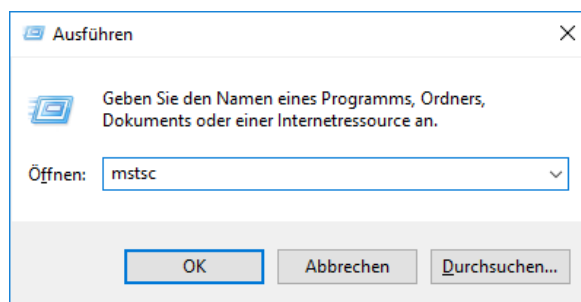 Ausführen
Geben Sie den Namen eines Programms, Ordners,
Dokuments oder einer Internetressource an.
Öffnen: mstsc
OK Abbrechen Durchsuchen...